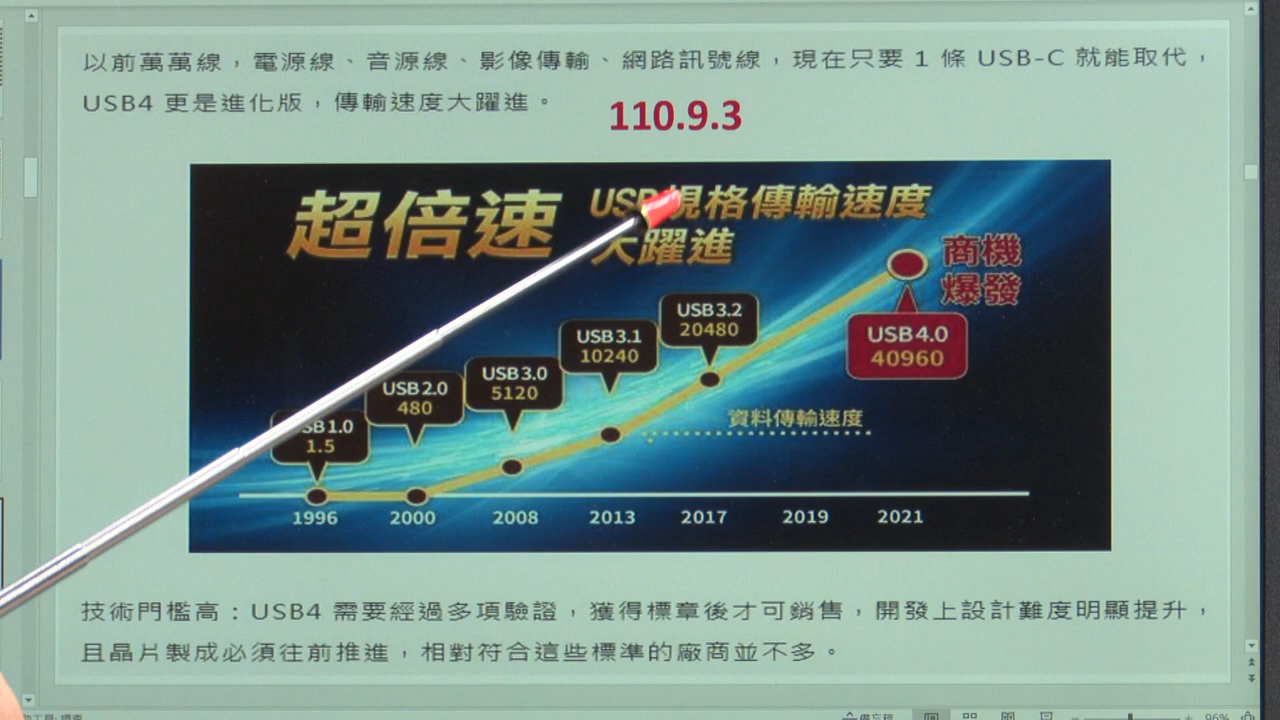 以前萬萬線，電源線、音源線、影像傳輸、網路訊號線，現在只要 1 條 USB-C 就能取代，
USB4 更是進化版，傳輸速度大躍進。
110.9.3
超倍速
規格傳輸速度
大躍進
商機
爆發
USB4.0
40960
USB3.2
20480
USB3.1
10240
USB3.0
5120
USB2.0
480
SB1.0
1.5
資料傳輸速度
1996 2000 2008 2013 2017 2019 2021
技術門檻高：USB4 需要經過多項驗證，獲得標章後才可銷售，開發上設計難度明顯提升，
且晶片製成必須往前推進，相對符合這些標準的廠商並不多。
備忘稿
96%